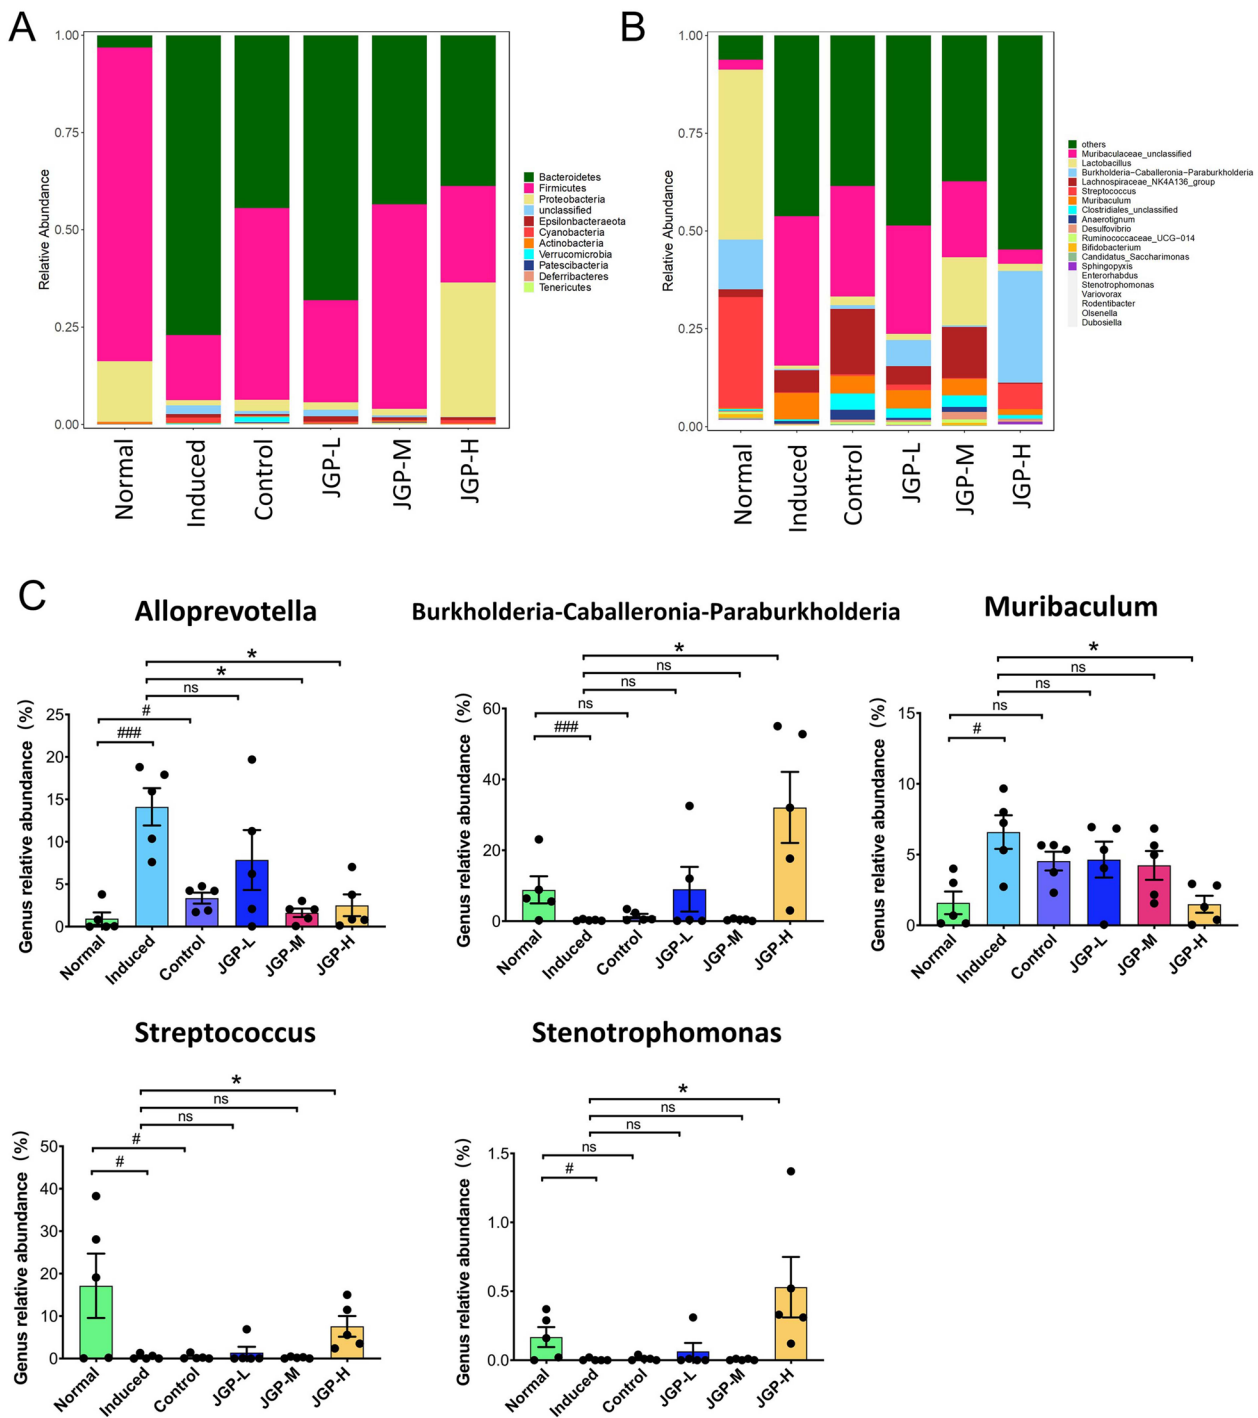 A
Relative Abundance
1.00
0.75
0.50
0.25
0.00
Normal
Induced
Control
JGP-L
JGP-M
JGP-H
Bacteroidetes
Firmicutes
Proteobacteria
unclassified
Epsilonbacteraeota
Cyanobacteria
Actinobacteria
Verrucomicrobia
Patescibacteria
Deferribacteres
Tenericutes
B
Relative Abundance
1.00
0.75
0.50
0.25
0.00
Normal
Induced
Control
JGP-L
JGP-M
JGP-H
others
Muribaculaceae_unclassified
Lactobacillus
Burkholderia-Caballeronia-Paraburkholderia
Lachnospiraceae_NK4A136_group
Streptococcus
Muribaculum
Clostridiales_unclassified
Anaerotignum
Desulfovibrio
Ruminococcaceae_UCG-014
Bifidobacterium
Candidatus_Saccharimonas
Sphingopyxis
Enterorhabdus
Stenotrophomonas
Variovorax
Rodentibacter
Olsenella
Dubosiella
C
Alloprevotella
*
*
ns
#
###
Genus relative abundance (%)
25
20
15
10
5
0
Normal
Induced
Control
JGP-L
JGP-M
JGP-H
Burkholderia-Caballeronia-Paraburkholderia
*
ns
ns
ns
###
Genus relative abundance (%)
60
40
20
0
Normal
Induced
Control
JGP-L
JGP-M
JGP-H
Muribaculum
*
ns
ns
ns
#
Genus relative abundance (%)
15
10
5
0
Normal
Induced
Control
JGP-L
JGP-M
JGP-H
Streptococcus
*
ns
ns
#
#
Genus relative abundance (%)
50
40
30
20
10
0
Normal
Induced
Control
JGP-L
JGP-M
JGP-H
Stenotrophomonas
*
ns
ns
ns
#
Genus relative abundance (%)
1.5
1.0
0.5
0.0
Normal
Induced
Control
JGP-L
JGP-M
JGP-H